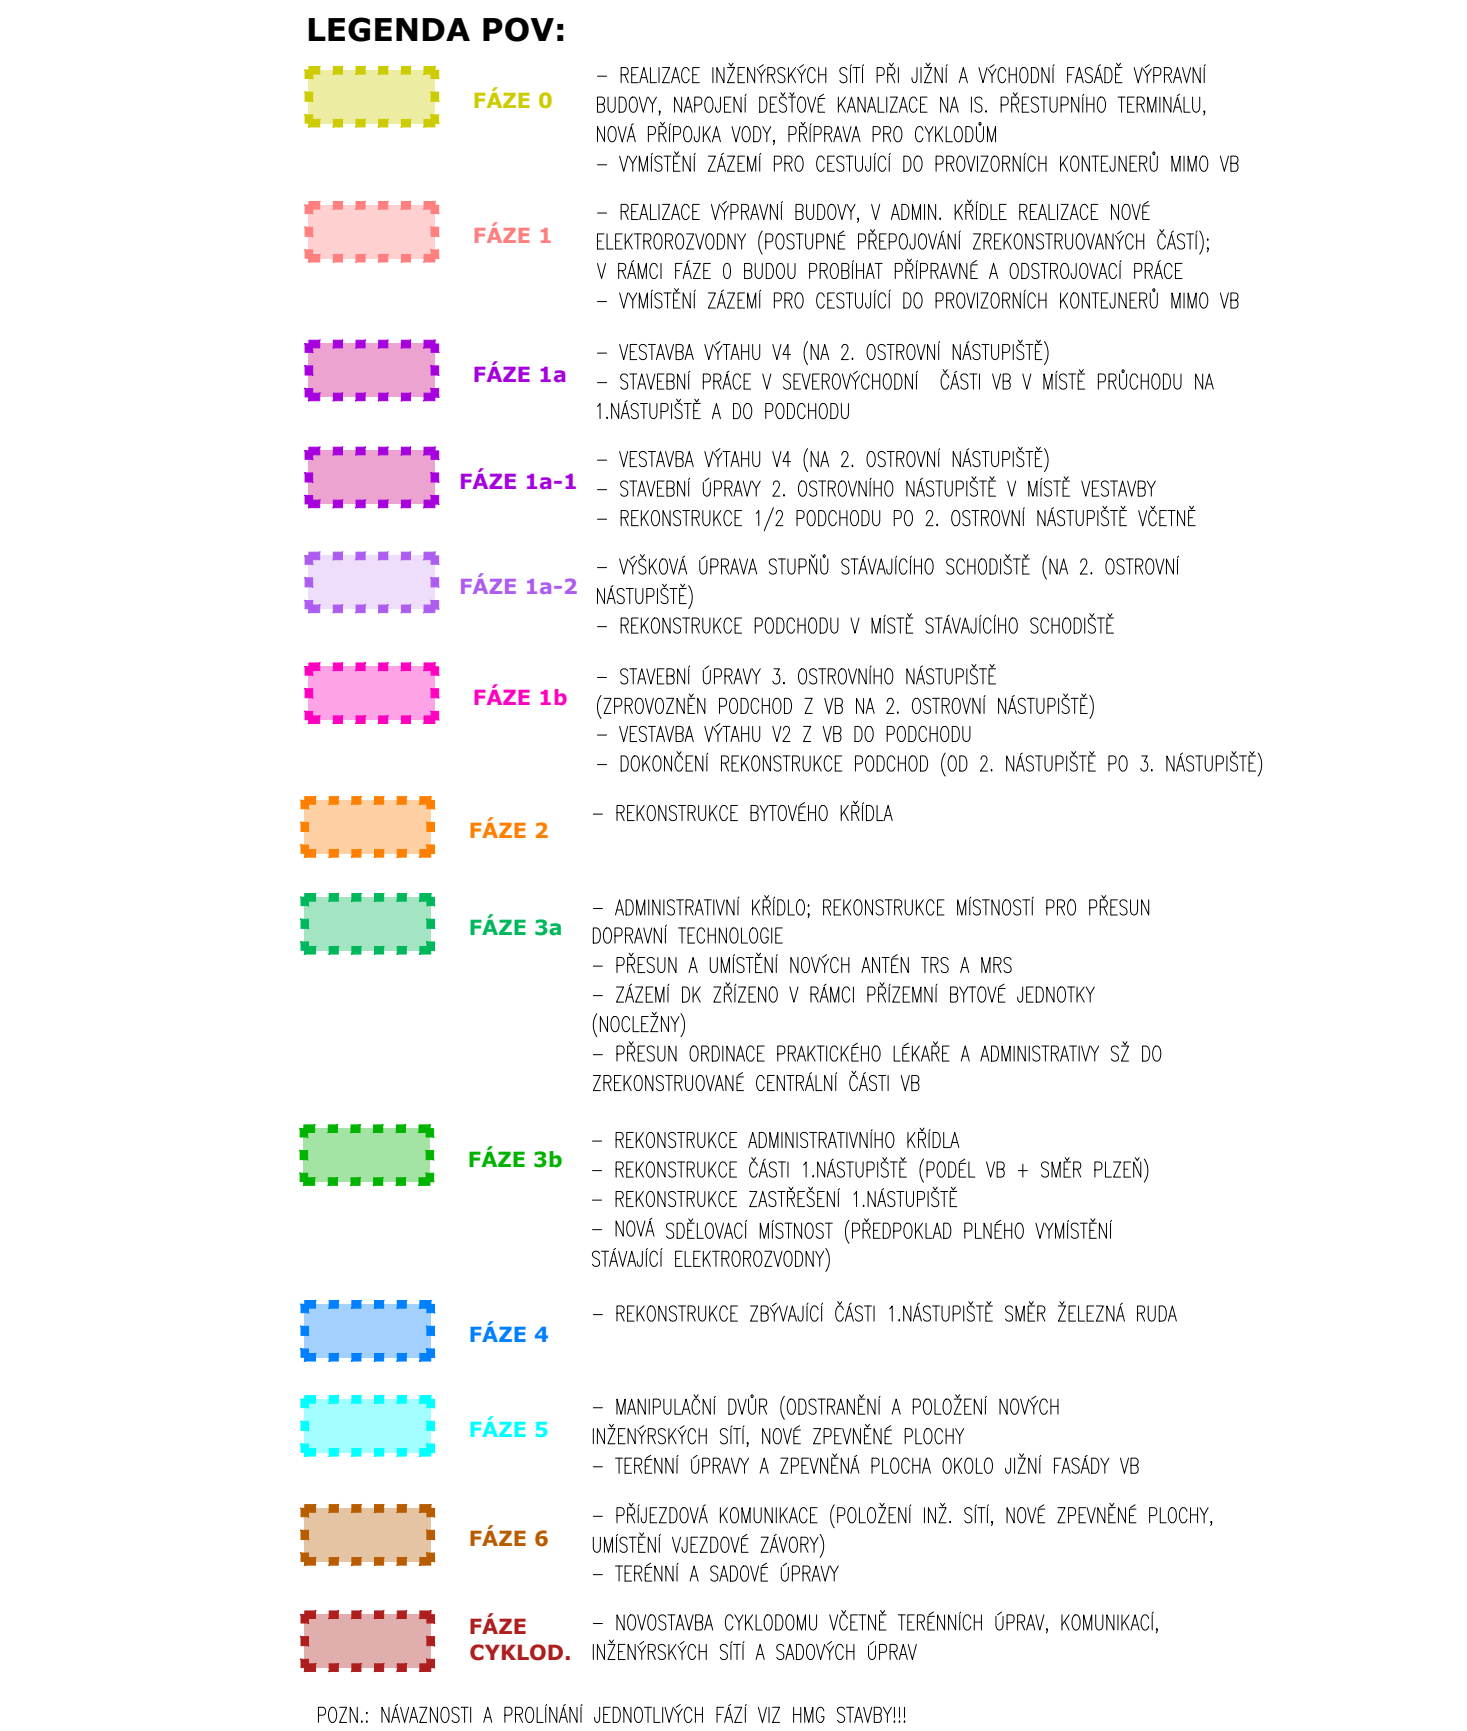 LEGENDA POV:
FÁZE 0
– REALIZACE INŽENÝRSKÝCH SÍTÍ PŘI JIŽNÍ A VÝCHODNÍ FASÁDĚ VÝPRAVNÍ
BUDOVY, NAPOJENÍ DEŠŤOVÉ KANALIZACE NA IS. PŘESTUPNÍHO TERMINÁLU,
NOVÁ PŘÍPOJKA VODY, PŘÍPRAVA PRO CYKLODŮM
– VYMÍSTĚNÍ ZÁZEMÍ PRO CESTUJÍCÍ DO PROVIZORNÍCH KONTEJNERŮ MIMO VB
FÁZE 1
– REALIZACE VÝPRAVNÍ BUDOVY, V ADMIN. KŘÍDLE REALIZACE NOVÉ
ELEKTROROZVODNY (POSTUPNÉ PŘEPOJOVÁNÍ ZREKONSTRUOVANÝCH ČÁSTÍ);
V RÁMCI FÁZE 0 BUDOU PROBÍHAT PŘÍPRAVNÉ A ODSTROJOVACÍ PRÁCE
– VYMÍSTĚNÍ ZÁZEMÍ PRO CESTUJÍCÍ DO PROVIZORNÍCH KONTEJNERŮ MIMO VB
FÁZE 1a
– VESTAVBA VÝTAHU V4 (NA 2. OSTROVNÍ NÁSTUPIŠTĚ)
– STAVEBNÍ PRÁCE V SEVEROVÝCHODNÍ ČÁSTI VB V MÍSTĚ PRŮCHODU NA
1.NÁSTUPIŠTĚ A DO PODCHODU
FÁZE 1a-1
– VESTAVBA VÝTAHU V4 (NA 2. OSTROVNÍ NÁSTUPIŠTĚ)
– STAVEBNÍ ÚPRAVY 2. OSTROVNÍHO NÁSTUPIŠTĚ V MÍSTĚ VESTAVBY
– REKONSTRUKCE 1/2 PODCHODU PO 2. OSTROVNÍ NÁSTUPIŠTĚ VČETNĚ
FÁZE 1a-2
– VÝŠKOVÁ ÚPRAVA STUPŇŮ STÁVAJÍCÍHO SCHODIŠTĚ (NA 2. OSTROVNÍ
NÁSTUPIŠTĚ)
– REKONSTRUKCE PODCHODU V MÍSTĚ STÁVAJÍCÍHO SCHODIŠTĚ
FÁZE 1b
– STAVEBNÍ ÚPRAVY 3. OSTROVNÍHO NÁSTUPIŠTĚ
(ZPROVOZNĚN PODCHOD Z VB NA 2. OSTROVNÍ NÁSTUPIŠTĚ)
– VESTAVBA VÝTAHU V2 Z VB DO PODCHODU
– DOKONČENÍ REKONSTRUKCE PODCHOD (OD 2. NÁSTUPIŠTĚ PO 3. NÁSTUPIŠTĚ)
FÁZE 2
– REKONSTRUKCE BYTOVÉHO KŘÍDLA
FÁZE 3a
– ADMINISTRATIVNÍ KŘÍDLO; REKONSTRUKCE MÍSTNOSTÍ PRO PŘESUN
DOPRAVNÍ TECHNOLOGIE
– PŘESUN A UMÍSTĚNÍ NOVÝCH ANTÉN TRS A MRS
– ZÁZEMÍ DK ZŘÍZENO V RÁMCI PŘÍZEMNÍ BYTOVÉ JEDNOTKY
(NOCLEŽNY)
– PŘESUN ORDINACE PRAKTICKÉHO LÉKAŘE A ADMINISTRATIVY SŽ DO
ZREKONSTRUOVANÉ CENTRÁLNÍ ČÁSTI VB
FÁZE 3b
– REKONSTRUKCE ADMINISTRATIVNÍHO KŘÍDLA
– REKONSTRUKCE ČÁSTI 1.NÁSTUPIŠTĚ (PODÉL VB + SMĚR PLZEŇ)
– REKONSTRUKCE ZASTŘEŠENÍ 1.NÁSTUPIŠTĚ
– NOVÁ SDĚLOVACÍ MÍSTNOST (PŘEDPOKLAD PLNÉHO VYMÍSTĚNÍ
STÁVAJÍCÍ ELEKTROROZVODNY)
FÁZE 4
– REKONSTRUKCE ZBÝVAJÍCÍ ČÁSTI 1.NÁSTUPIŠTĚ SMĚR ŽELEZNÁ RUDA
FÁZE 5
– MANIPULAČNÍ DVŮR (ODSTRANĚNÍ A POLOŽENÍ NOVÝCH
INŽENÝRSKÝCH SÍTÍ, NOVÉ ZPEVNĚNÉ PLOCHY
– TERÉNNÍ ÚPRAVY A ZPEVNĚNÁ PLOCHA OKOLO JIŽNÍ FASÁDY VB
FÁZE 6
– PŘÍJEZDOVÁ KOMUNIKACE (POLOŽENÍ INŽ. SÍTÍ, NOVÉ ZPEVNĚNÉ PLOCHY,
UMÍSTĚNÍ VJEZDOVÉ ZÁVORY)
– TERÉNNÍ A SADOVÉ ÚPRAVY
FÁZE
CYKLOD.
– NOVOSTAVBA CYKLODOMU VČETNĚ TERÉNNÍCH ÚPRAV, KOMUNIKACÍ,
INŽENÝRSKÝCH SÍTÍ A SADOVÝCH ÚPRAV
POZN.: NÁVAZNOSTI A PROLÍNÁNÍ JEDNOTLIVÝCH FÁZÍ VIZ HMG STAVBY!!!